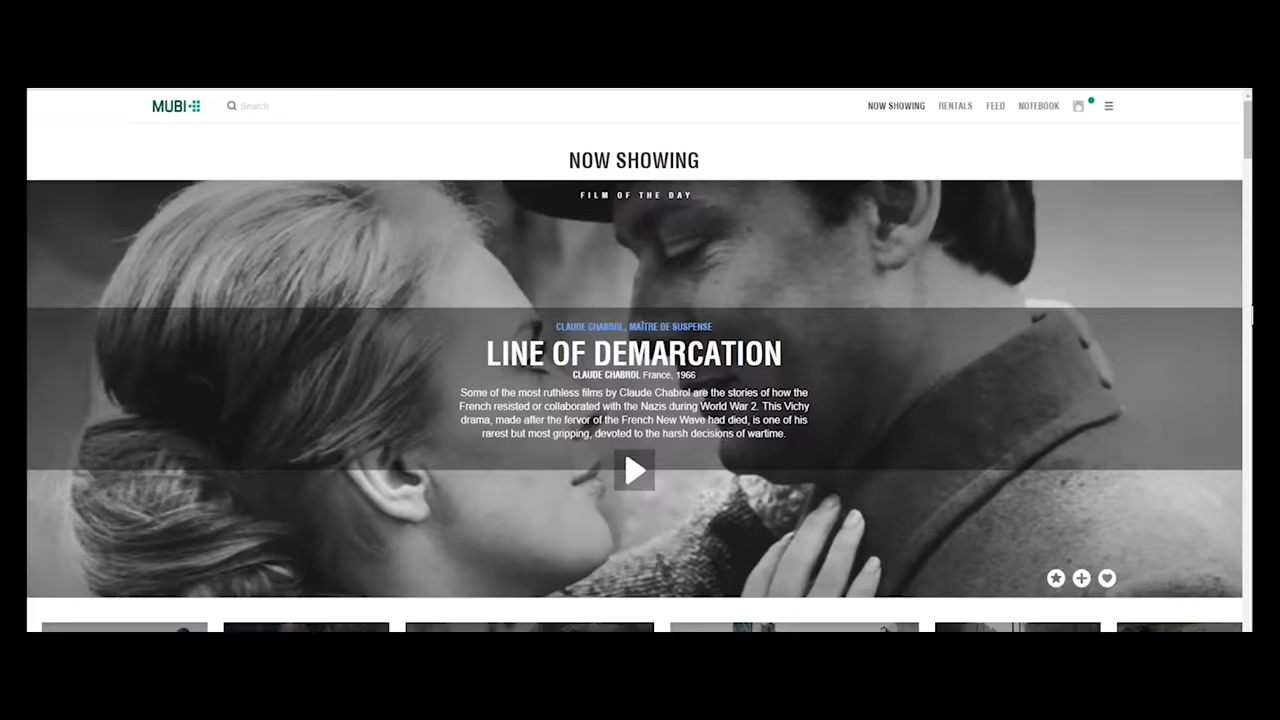 MUBI
Search
NOW SHOWING
RENTALS
FEED
NOTEBOOK
NOW SHOWING
FILM OF THE DAY
CLAUDE CHABROL, MAÎTRE DE SUSPENSE
LINE OF DEMARCATION
CLAUDE CHABROL France, 1966
Some of the most ruthless films by Claude Chabrol are the stories of how the
French resisted or collaborated with the Nazis during World War 2. This Vichy
drama, made after the fervor of the French New Wave had died, is one of his
rarest but most gripping, devoted to the harsh decisions of wartime.